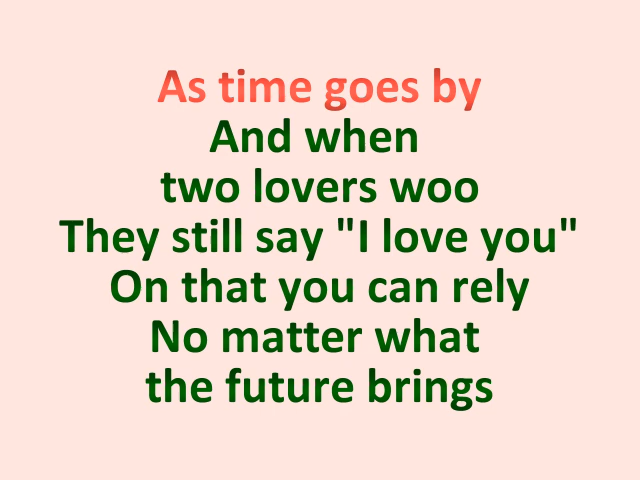 As time goes by
And when
two lovers woo
They still say "I love you"
On that you can rely
No matter what
the future brings